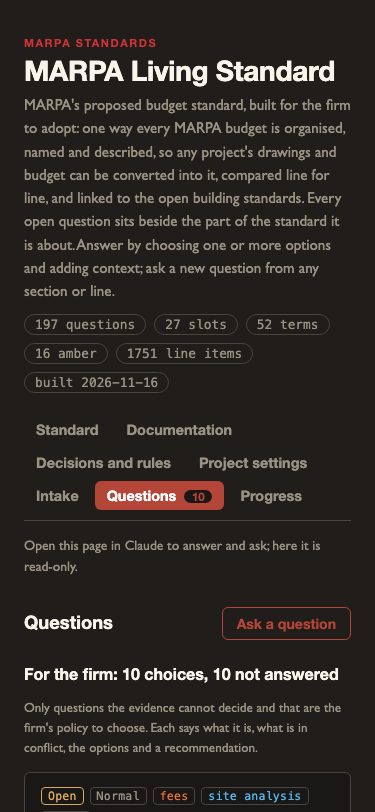 MARPA STANDARDS
MARPA Living Standard
MARPA's proposed budget standard, built for the firm
to adopt: one way every MARPA budget is organised,
named and described, so any project's drawings and
budget can be converted into it, compared line for
line, and linked to the open building standards. Every
open question sits beside the part of the standard it
is about. Answer by choosing one or more options
and adding context; ask a new question from any
section or line.
197 questions 27 slots 52 terms
16 amber 1751 line items
built 2026-11-16
Standard Documentation
Decisions and rules Project settings
Intake Questions 10 Progress
Open this page in Claude to answer and ask; here it is
read-only.
Questions Ask a question
For the firm: 10 choices, 10 not answered
Only questions the evidence cannot decide and that are the
firm's policy to choose. Each says what it is, what is in
conflict, the options and a recommendation.
Open Normal fees site analysis